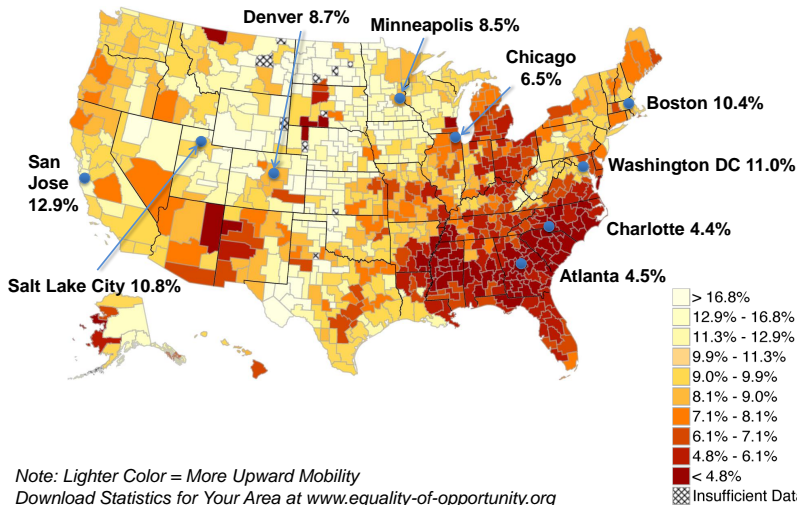 Denver 8.7%
Minneapolis 8.5%
Chicago
6.5%
Boston 10.4%
Washington DC 11.0%
San
Jose
12.9%
Charlotte 4.4%
Atlanta 4.5%
Salt Lake City 10.8%
> 16.8%
12.9% - 16.8%
11.3% - 12.9%
9.9% - 11.3%
9.0% - 9.9%
8.1% - 9.0%
7.1% - 8.1%
6.1% - 7.1%
4.8% - 6.1%
< 4.8%
Insufficient Data
Note: Lighter Color = More Upward Mobility
Download Statistics for Your Area at www.equality-of-opportunity.org